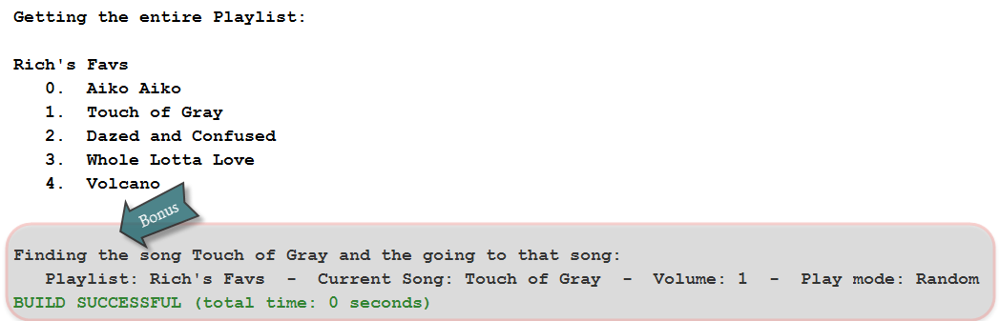 Getting the entire Playlist:
Rich's Favs
0. Aiko Aiko
1. Touch of Gray
2. Dazed and Confused
3. Whole Lotta Love
4. Volcano
Bonus
Finding the song Touch of Gray and the going to that song:
Playlist: Rich's Favs - Current Song: Touch of Gray - Volume: 1 - Play mode: Random
BUILD SUCCESSFUL (total time: 0 seconds)